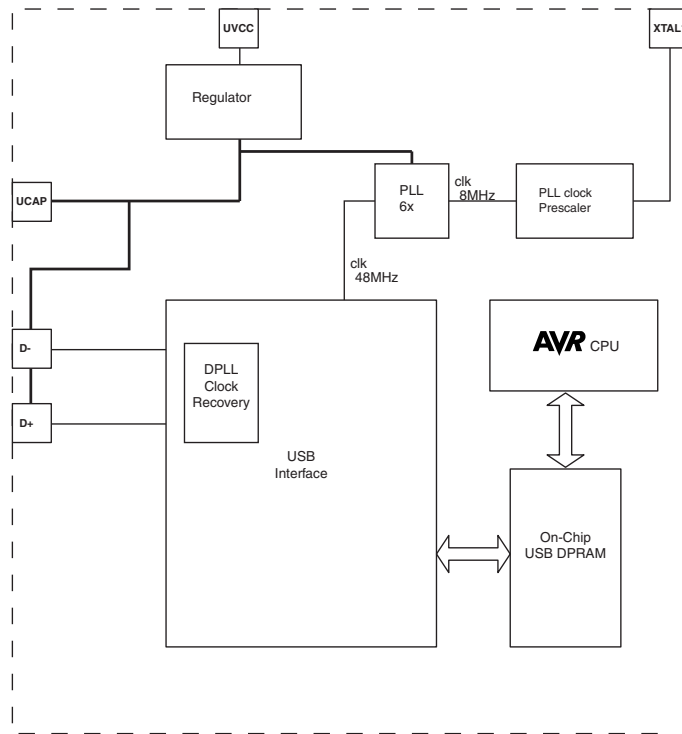 UVCC
XTAL1
Regulator
UCAP
PLL
6x
clk
8MHz
PLL clock
Prescaler
clk
48MHz
D-
D+
DPLL
Clock
Recovery
USB
Interface
AVR CPU
On-Chip
USB DPRAM